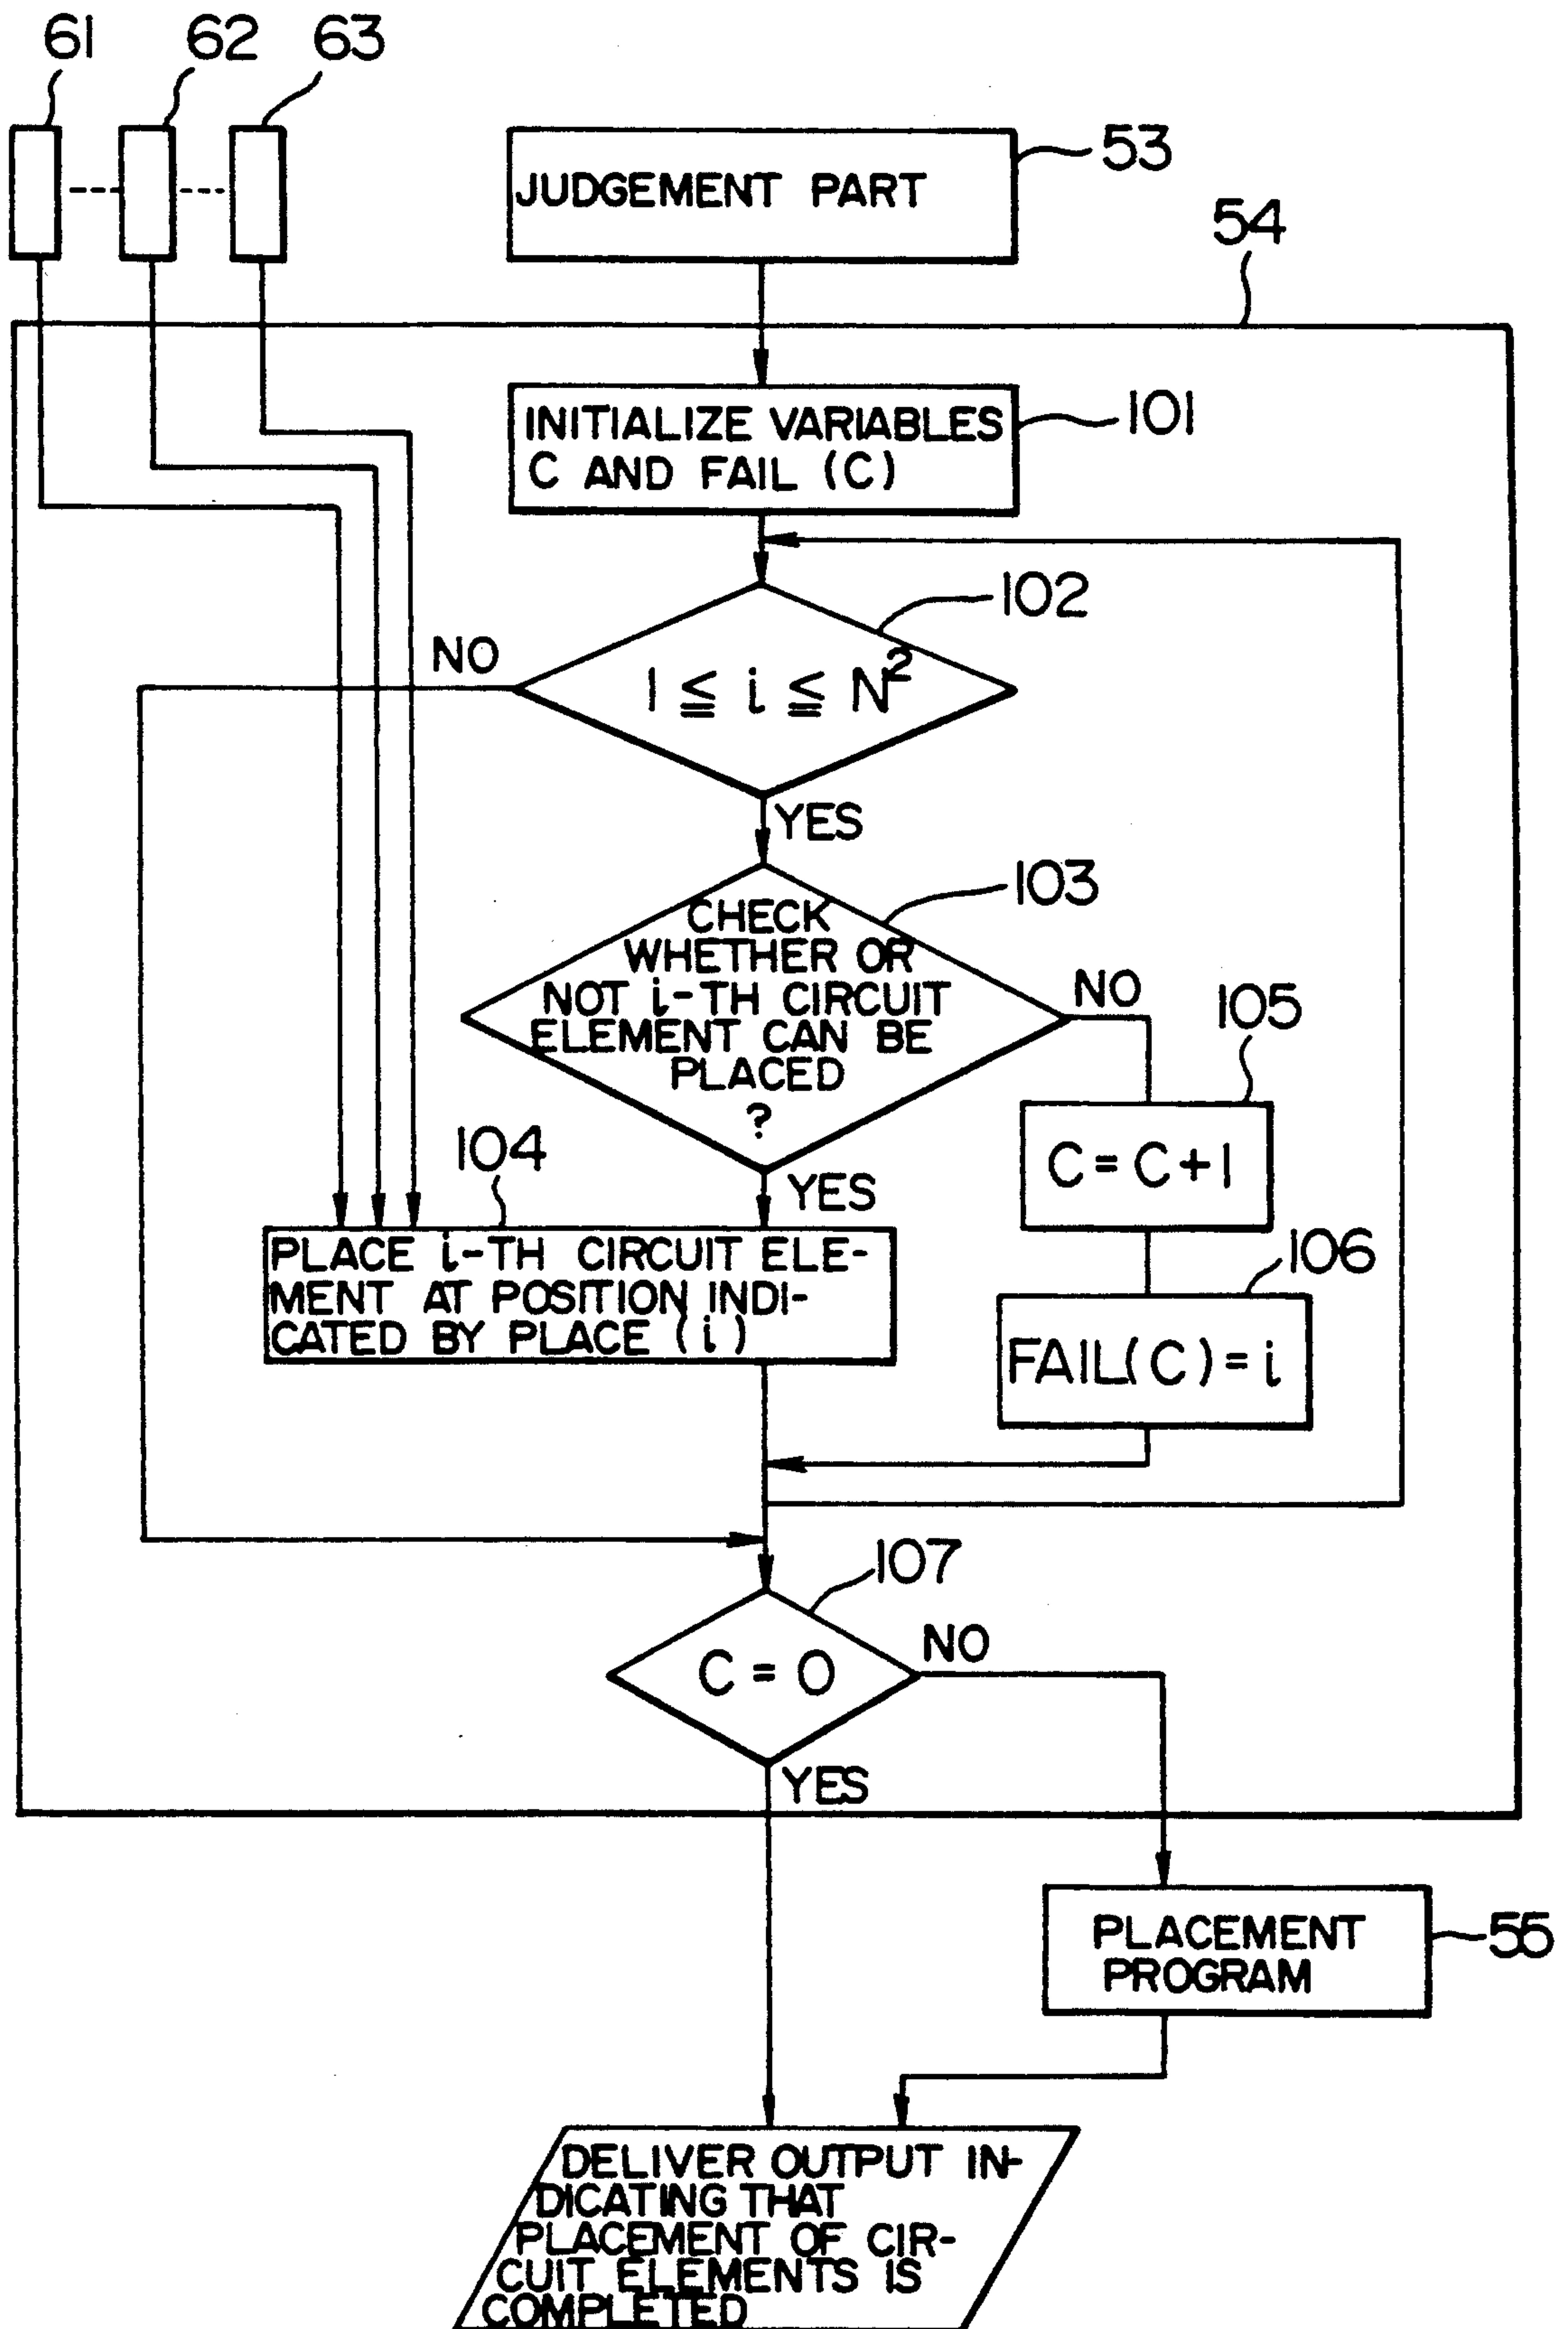 61
62
63
JUDGEMENT PART
53
54
INITIALIZE VARIABLES
C AND FAIL (C)
101
102
NO
1 ≦ i ≦ N²
YES
103
CHECK
WHETHER OR
NOT i-TH CIRCUIT
ELEMENT CAN BE
PLACED
?
NO
105
104
YES
C = C + 1
PLACE i-TH CIRCUIT ELE-
MENT AT POSITION INDI-
CATED BY PLACE (i)
106
FAIL(C) = i
107
C = 0
NO
YES
PLACEMENT
PROGRAM
55
DELIVER OUTPUT IN-
DICATING THAT
PLACEMENT OF CIR-
CUIT ELEMENTS IS
COMPLETED